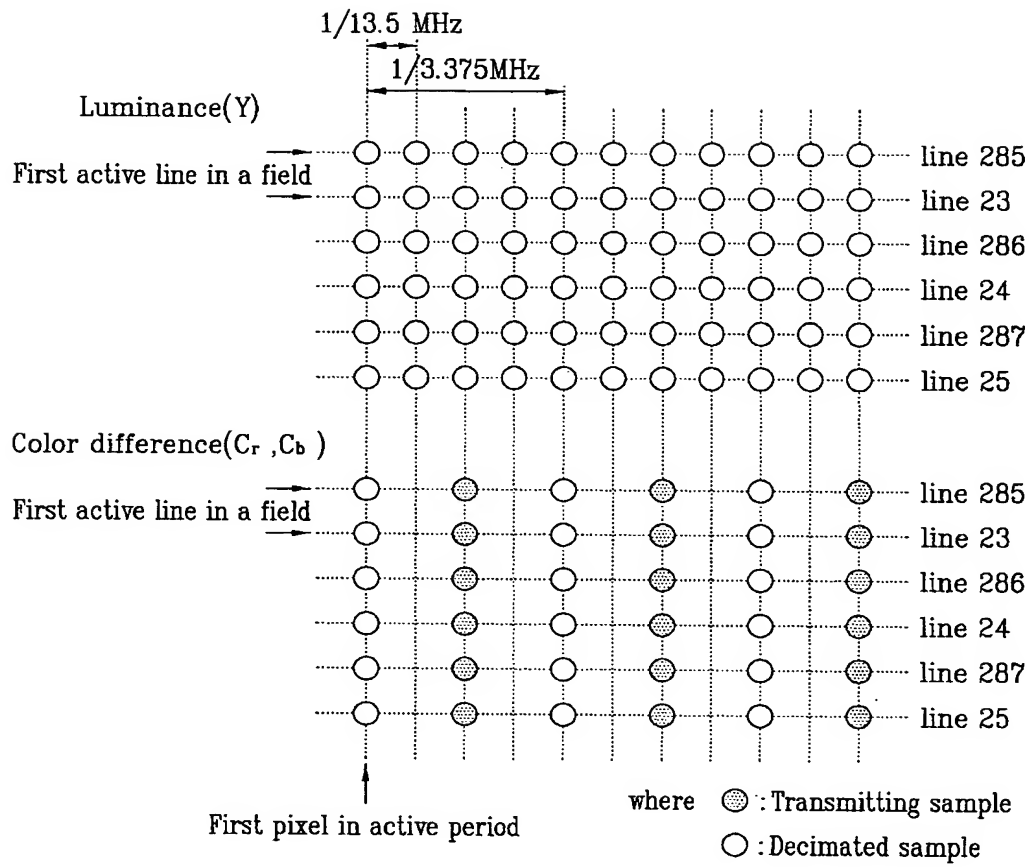 1/13.5 MHz
1/3.375MHz
Luminance(Y)
First active line in a field
line 285
line 23
line 286
line 24
line 287
line 25
Color difference(Cr ,Cb )
First active line in a field
line 285
line 23
line 286
line 24
line 287
line 25
First pixel in active period
where : Transmitting sample
: Decimated sample